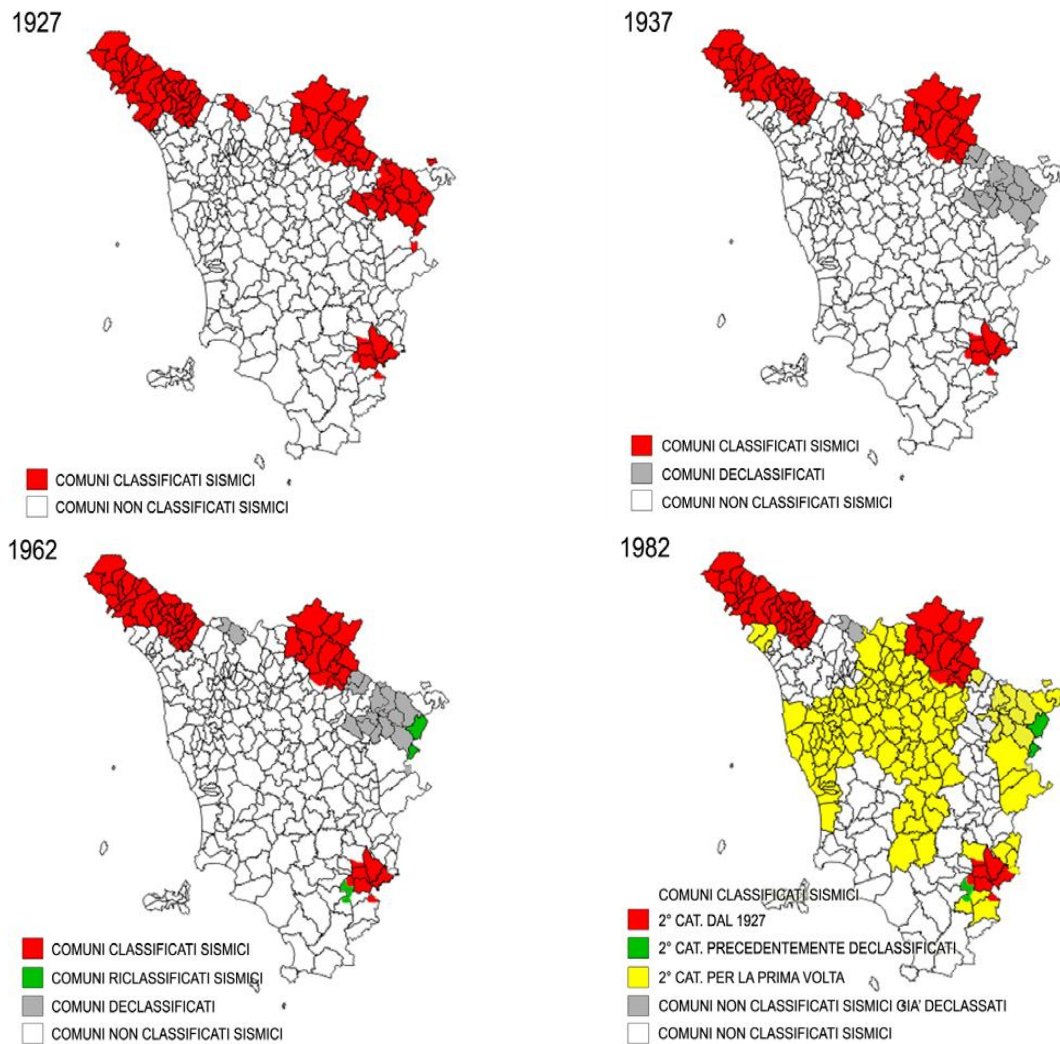 1927
COMUNI CLASSIFICATI SISMICI
COMUNI NON CLASSIFICATI SISMICI
1937
COMUNI CLASSIFICATI SISMICI
COMUNI DECLASSIFICATI
COMUNI NON CLASSIFICATI SISMICI
1962
COMUNI CLASSIFICATI SISMICI
COMUNI RICLASSIFICATI SISMICI
COMUNI DECLASSIFICATI
COMUNI NON CLASSIFICATI SISMICI
1982
COMUNI CLASSIFICATI SISMICI
2° CAT. DAL 1927
2° CAT. PRECEDENTEMENTE DECLASSIFICATI
2° CAT. PER LA PRIMA VOLTA
COMUNI NON CLASSIFICATI SISMICI GIA' DECLASSATI
COMUNI NON CLASSIFICATI SISMICI